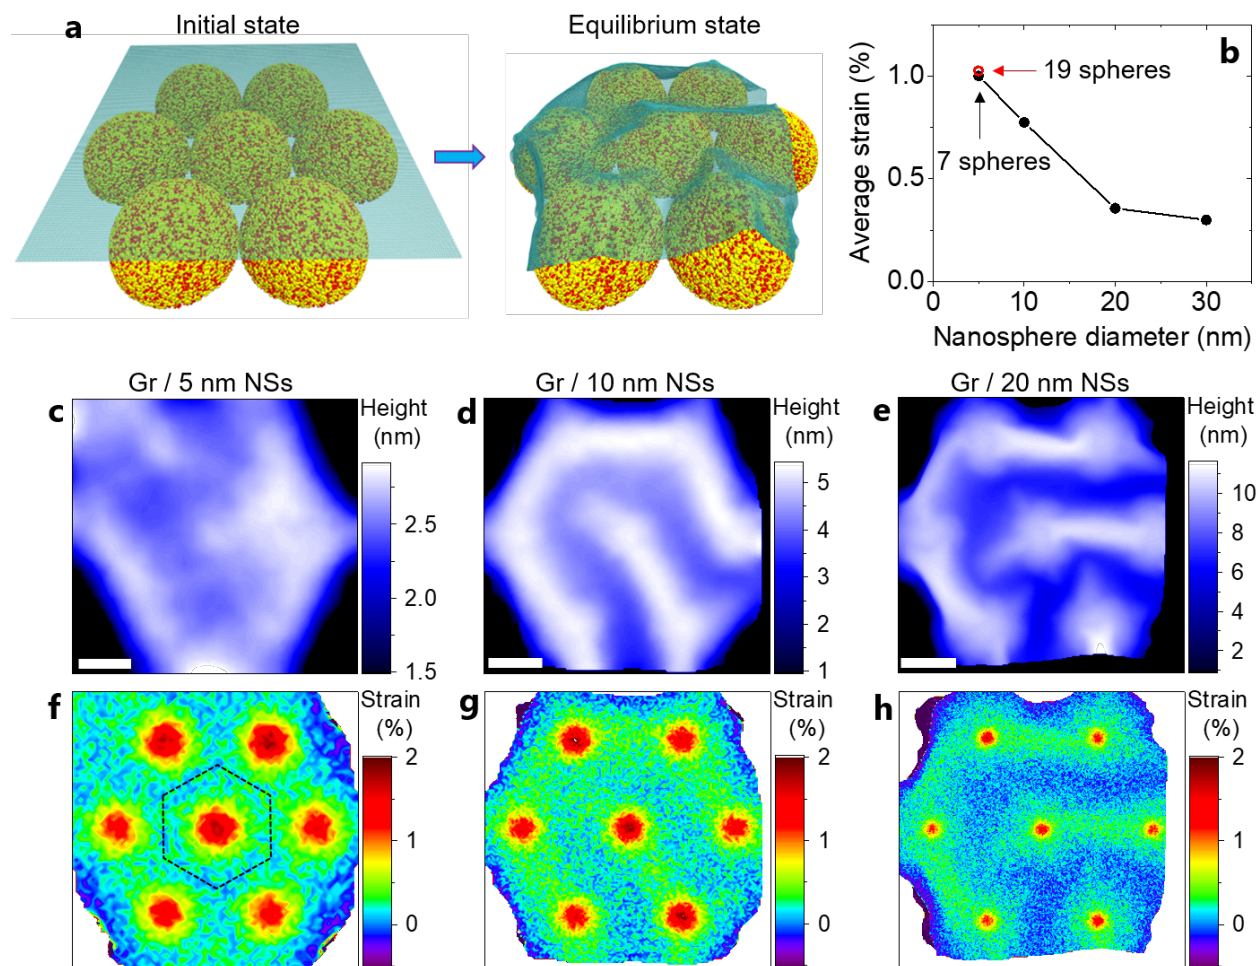 a
Initial state
Equilibrium state
b
Average strain (%)
1.0
0.5
0.0
19 spheres
7 spheres
0
10
20
30
Nanosphere diameter (nm)
Gr / 5 nm NSs
c
Height
(nm)
2.5
2.0
1.5
Gr / 10 nm NSs
d
Height
(nm)
5
4
3
2
1
Gr / 20 nm NSs
e
Height
(nm)
10
8
6
4
2
f
Strain
(%)
2
1
0
g
Strain
(%)
2
1
0
h
Strain
(%)
2
1
0